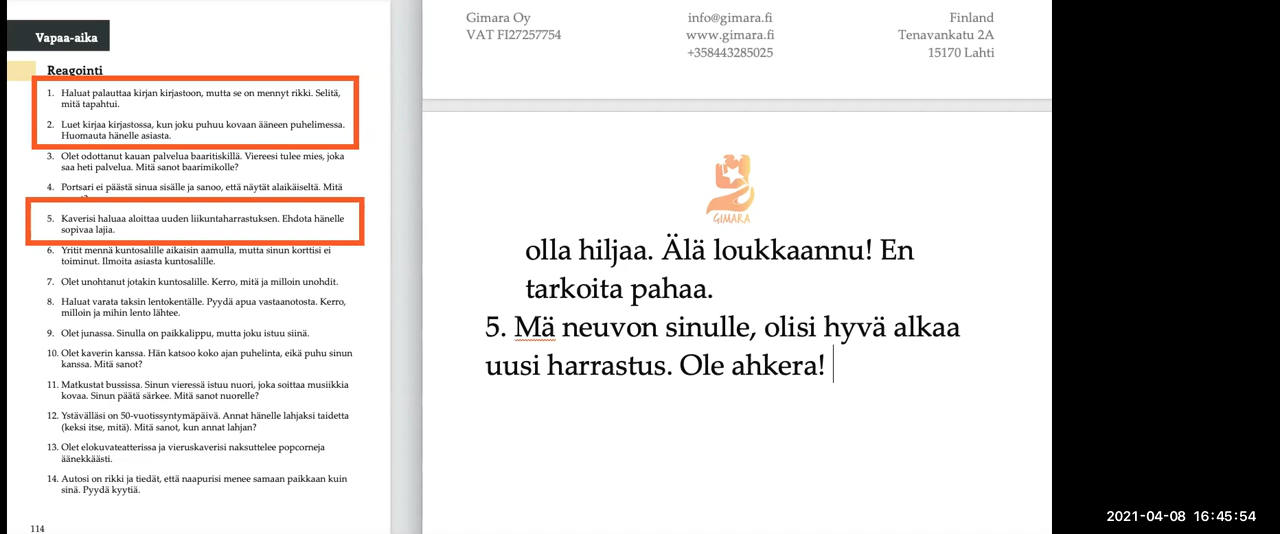 Vapaa-aika
Reagointi
1. Haluat palauttaa kirjan kirjastoon, mutta se on mennyt rikki. Selitä,
mitä tapahtui.
2. Luet kirjaa kirjastossa, kun joku puhuu kovaan ääneen puhelimessa.
Huomauta hänelle asiasta.
3. Olet odottanut kauan palvelua baaritiskillä. Viereesi tulee mies, joka
saa heti palvelua. Mitä sanot baarimikolle?
4. Portsari ei päästä sinua sisälle ja sanoo, että näytät alaikäiseltä. Mitä
5. Kaverisi haluaa aloittaa uuden liikuntaharrastuksen. Ehdota hänelle
sopivaa lajia.
6. Yritit mennä kuntosalille aikaisin aamulla, mutta sinun korttisi ei
toiminut. Ilmoita asiasta kuntosalille.
7. Olet unohtanut jotakin kuntosalille. Kerro, mitä ja milloin unohdit.
8. Haluat varata taksin lentokentälle. Pyydä apua vastaanotosta. Kerro,
milloin ja mihin lento lähtee.
9. Olet junassa. Sinulla on paikkalippu, mutta joku istuu siinä.
10. Olet kaverin kanssa. Hän katsoo koko ajan puhelinta, eikä puhu sinun
kanssa. Mitä sanot?
11. Matkustat bussissa. Sinun vieressä istuu nuori, joka soittaa musiikkia
kovaa. Sinun päätä särkee. Mitä sanot nuorelle?
12. Ystävälläsi on 50-vuotissyntymäpäivä. Annat hänelle lahjaksi taidetta
(keksi itse, mitä). Mitä sanot, kun annat lahjan?
13. Olet elokuvateatterissa ja vieruskaverisi naksuttelee popcorneja
äänekkäästi.
14. Autosi on rikki ja tiedät, että naapurisi menee samaan paikkaan kuin
sinä. Pyydä kyytiä.
114
Gimara Oy
VAT FI27257754
info@gimara.fi
www.gimara.fi
+358443285025
Finland
Tenavankatu 2A
15170 Lahti
GIMARA
olla hiljaa. Älä loukkaannu! En
tarkoita pahaa.
5. Mä neuvon sinulle, olisi hyvä alkaa
uusi harrastus. Ole ahkera!
2021-04-08 16:45:54